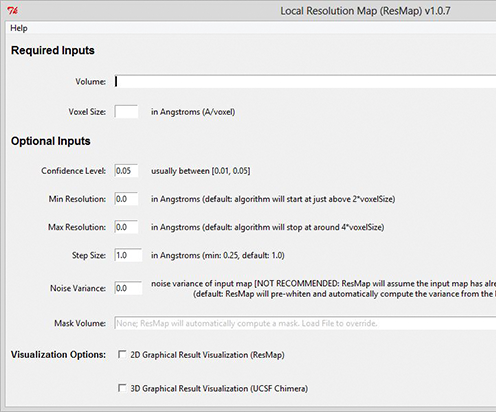 Local Resolution Map (ResMap) v1.0.7
Help
Required Inputs
Volume:
Voxel Size: in Angstroms (A/voxel)
Optional Inputs
Confidence Level: 0.05 usually between [0.01, 0.05]
Min Resolution: 0.0 in Angstroms (default: algorithm will start at just above 2*voxelSize)
Max Resolution: 0.0 in Angstroms (default: algorithm will stop at around 4*voxelSize)
Step Size: 1.0 in Angstroms (min: 0.25, default: 1.0)
noise variance of input map [NOT RECOMMENDED: ResMap will assume the input map has alre
Noise Variance: 0.0
(default: ResMap will pre-whiten and automatically compute the variance from the
Mask Volume: None; ResMap will automatically compute a mask. Load File to override.
Visualization Options: 2D Graphical Result Visualization (ResMap)
3D Graphical Result Visualization (UCSF Chimera)